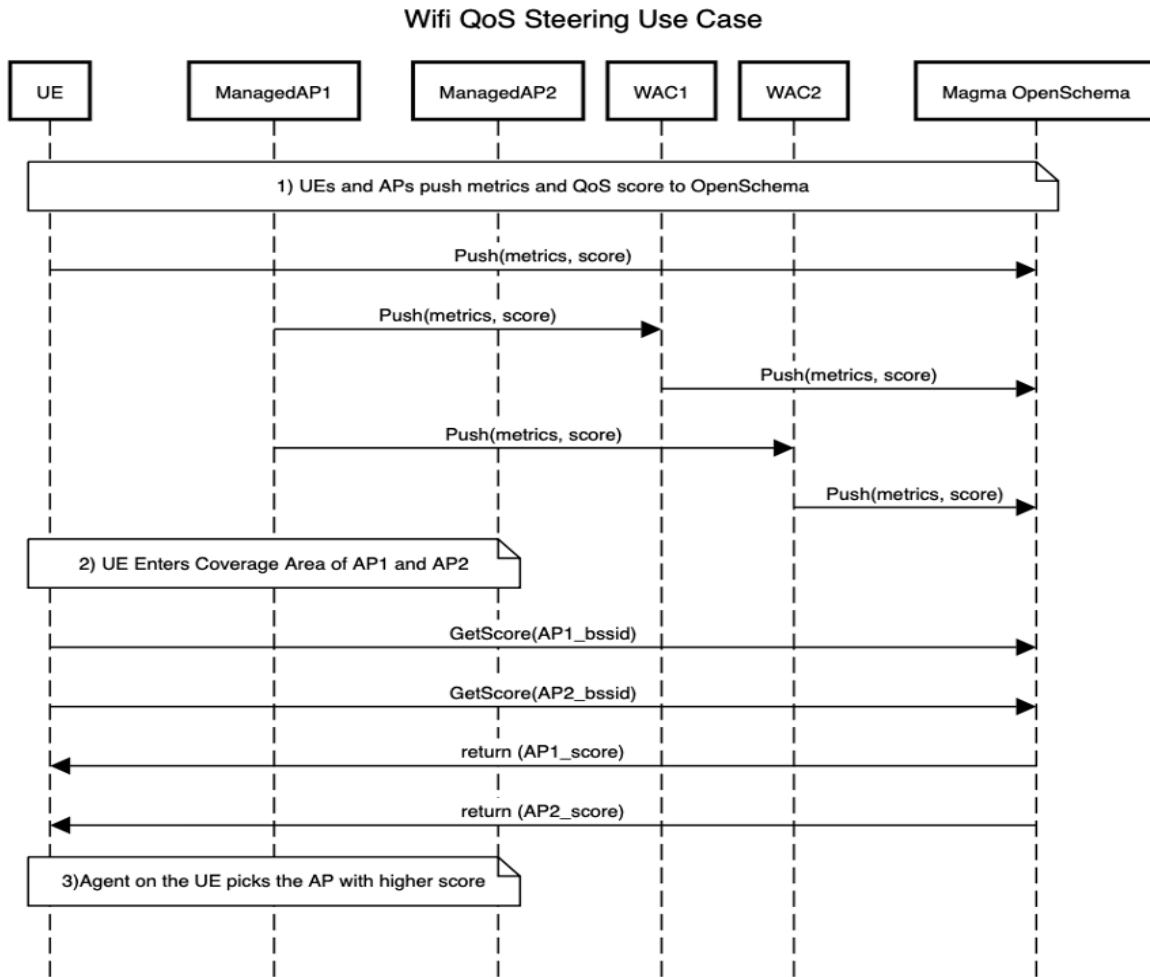 Wifi QoS Steering Use Case
UE
ManagedAP1
ManagedAP2
WAC1
WAC2
Magma OpenSchema
1) UEs and APs push metrics and QoS score to OpenSchema
Push(metrics, score)
Push(metrics, score)
Push(metrics, score)
Push(metrics, score)
Push(metrics, score)
2) UE Enters Coverage Area of AP1 and AP2
GetScore(AP1_bssid)
GetScore(AP2_bssid)
return (AP1_score)
return (AP2_score)
3)Agent on the UE picks the AP with higher score